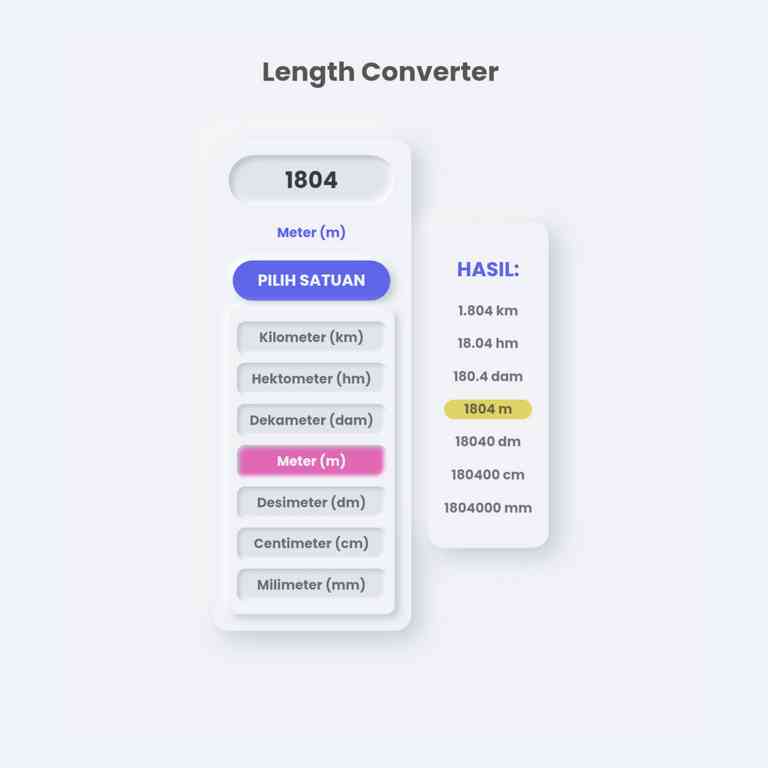 Length Converter
1804
Meter (m)
PILIH SATUAN
Kilometer (km)
Hektometer (hm)
Dekameter (dam)
Meter (m)
Desimeter (dm)
Centimeter (cm)
Milimeter (mm)
HASIL:
1.804 km
18.04 hm
180.4 dam
1804 m
18040 dm
180400 cm
1804000 mm